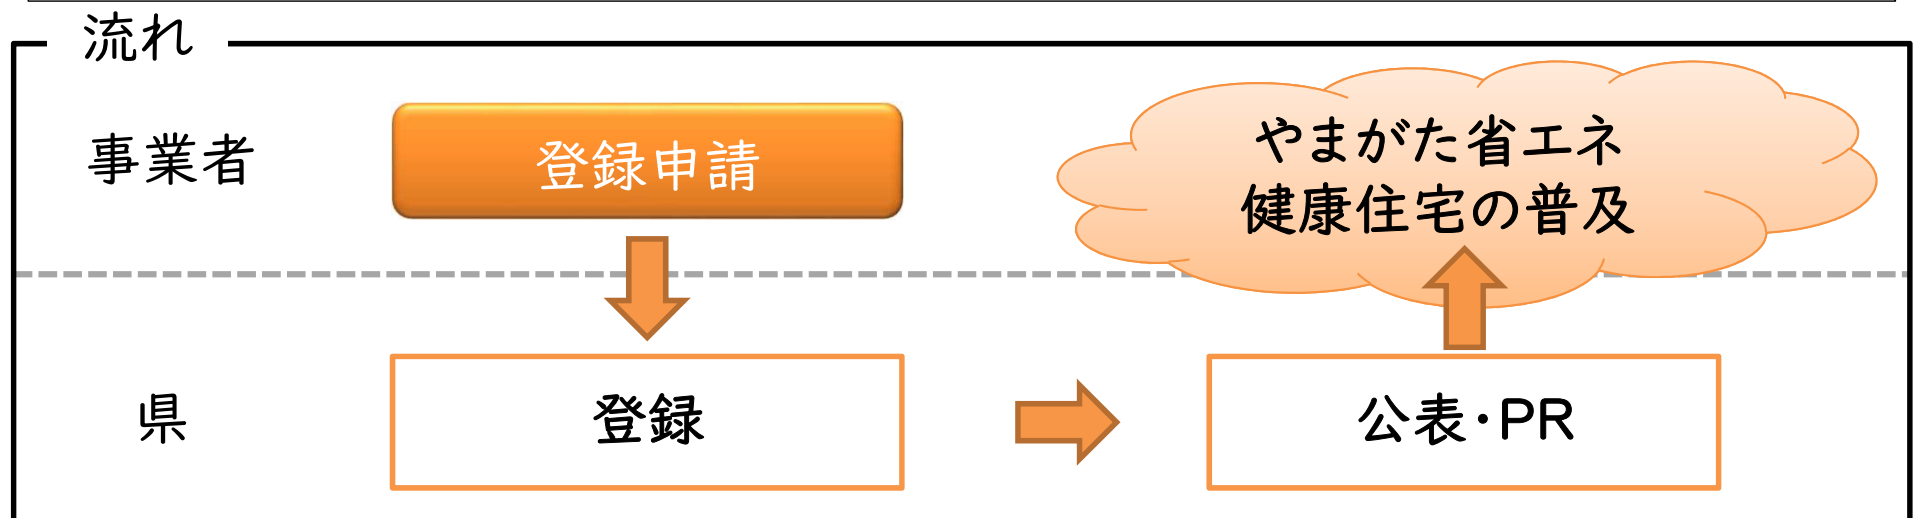 流れ
事業者
登録申請
やまがた省エネ
健康住宅の普及
県
登録
公表・PR